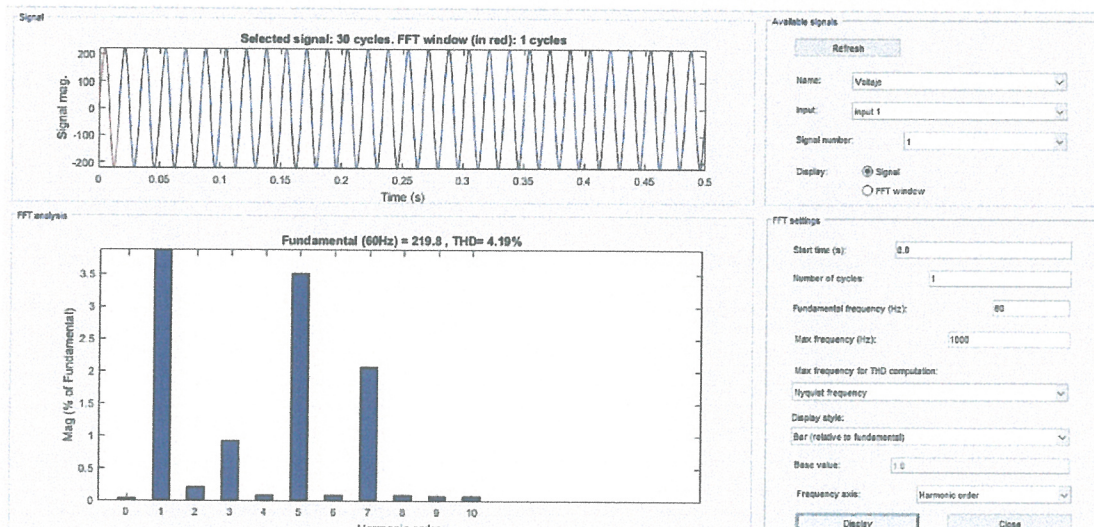 Signal
Selected signal: 30 cycles. FFT window (in red): 1 cycles
Signal mag.
200
100
0
-100
-200
0 0.05 0.1 0.15 0.2 0.25 0.3 0.35 0.4 0.45 0.5
Time (s)
FFT analysis
Fundamental (60Hz) = 219.8 , THD= 4.19%
Mag (% of Fundamental)
3.5
3
2.5
2
1.5
1
0.5
0
0 1 2 3 4 5 6 7 8 9 10
Harmonic order
Available signals
Refresh
Name: Voltaje
Input: input 1
Signal number: 1
Display: Signal
FFT window
FFT settings
Start time (s): 0.0
Number of cycles: 1
Fundamental frequency (Hz): 60
Max frequency (Hz): 1000
Max frequency for THD computation:
Nyquist frequency
Display style:
Bar (relative to fundamental)
Base value: 1.0
Frequency axis: Harmonic order
Display Close